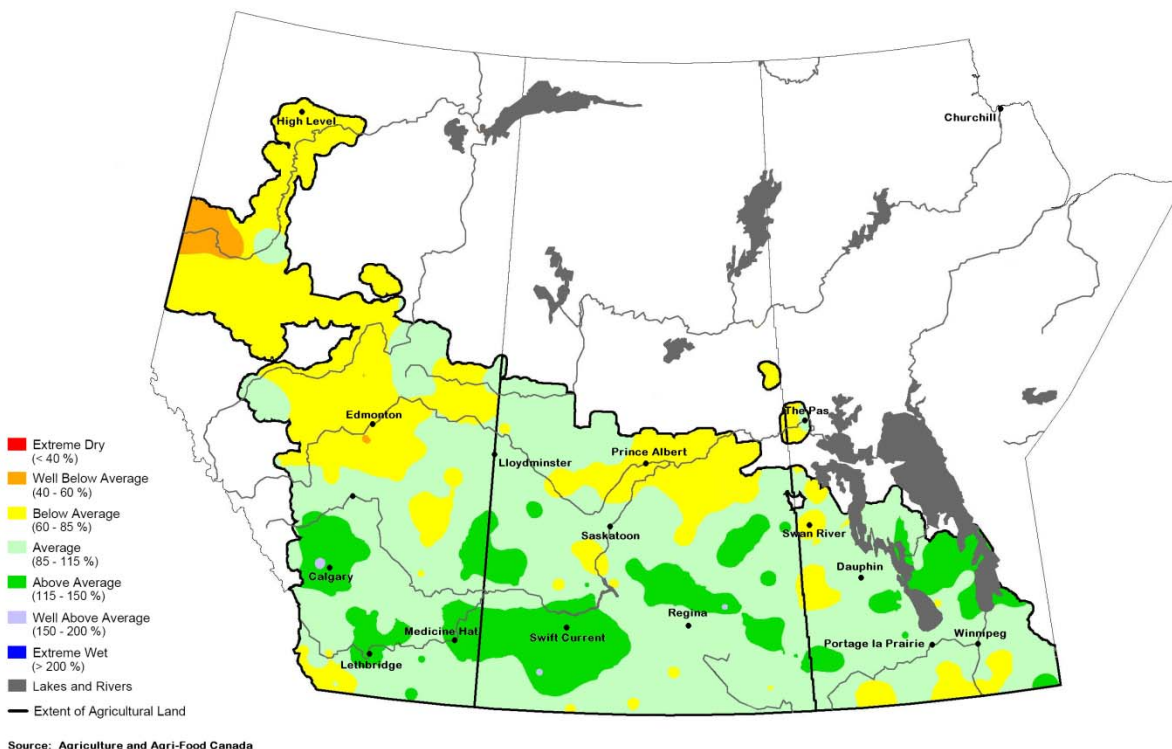 High Level
Churchill
The Pas
Edmonton
Lloydminster
Prince Albert
Saskatoon
Swan River
Calgary
Dauphin
Regina
Medicine Hat
Swift Current
Lethbridge
Portage la Prairie
Winnipeg
Extreme Dry
(< 40 %)
Well Below Average
(40 - 60 %)
Below Average
(60 - 85 %)
Average
(85 - 115 %)
Above Average
(115 - 150 %)
Well Above Average
(150 - 200 %)
Extreme Wet
(> 200 %)
Lakes and Rivers
Extent of Agricultural Land
Source: Agriculture and Agri-Food Canada